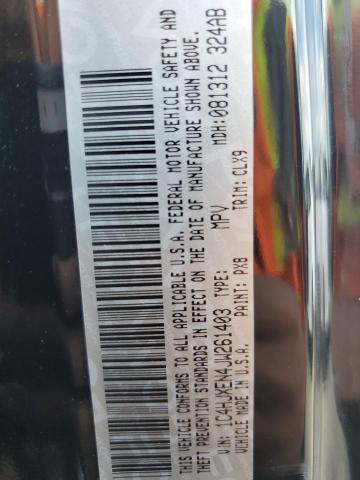 THIS VEHICLE CONFORMS TO ALL APPLICABLE U.S.A. FEDERAL MOTOR VEHICLE SAFETY AND
THEFT PREVENTION STANDARDS IN EFFECT ON THE DATE OF MANUFACTURE SHOWN ABOVE.
VIN: 1C4HJXEN4JW261403 TYPE: MPV MDH: 081312 324AB
VEHICLE MADE IN U.S.A. PAINT: PX8 TRIM: CLX9